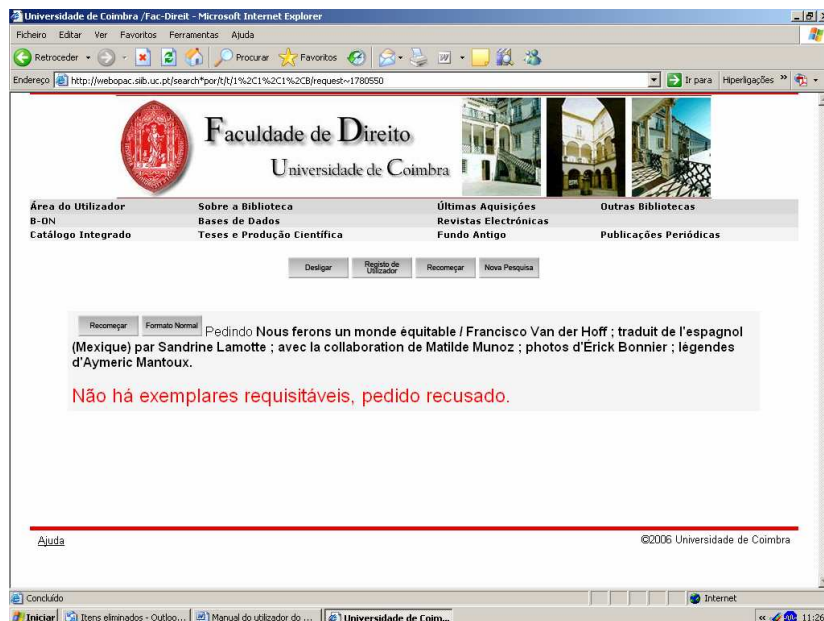 Universidade de Coimbra /Fac-Direit - Microsoft Internet Explorer
Ficheiro Editar Ver Favoritos Ferramentas Ajuda
Retroceder Procurar Favoritos
Endereço http://webopac.siib.uc.pt/search*por/t/t/1%2C1%2C1%2CB/request~1780550 Ir para Hiperligações »
Faculdade de Direito
Universidade de Coimbra
Área do Utilizador Sobre a Biblioteca Últimas Aquisições Outras Bibliotecas
B-ON Bases de Dados Revistas Electrónicas
Catálogo Integrado Teses e Produção Científica Fundo Antigo Publicações Periódicas
Desligar Registo de Utilizador Recomeçar Nova Pesquisa
Recomeçar Formato Normal Pedindo Nous ferons un monde équitable / Francisco Van der Hoff ; traduit de l'espagnol
(Mexique) par Sandrine Lamotte ; avec la collaboration de Matilde Munoz ; photos d'Érick Bonnier ; légendes
d'Aymeric Mantoux.
Não há exemplares requisitáveis, pedido recusado.
Ajuda ©2006 Universidade de Coimbra
Concluído Internet
Iniciar Itens eliminados - Outloo... Manual do utilizador do ... Universidade de Coim... « 11:26